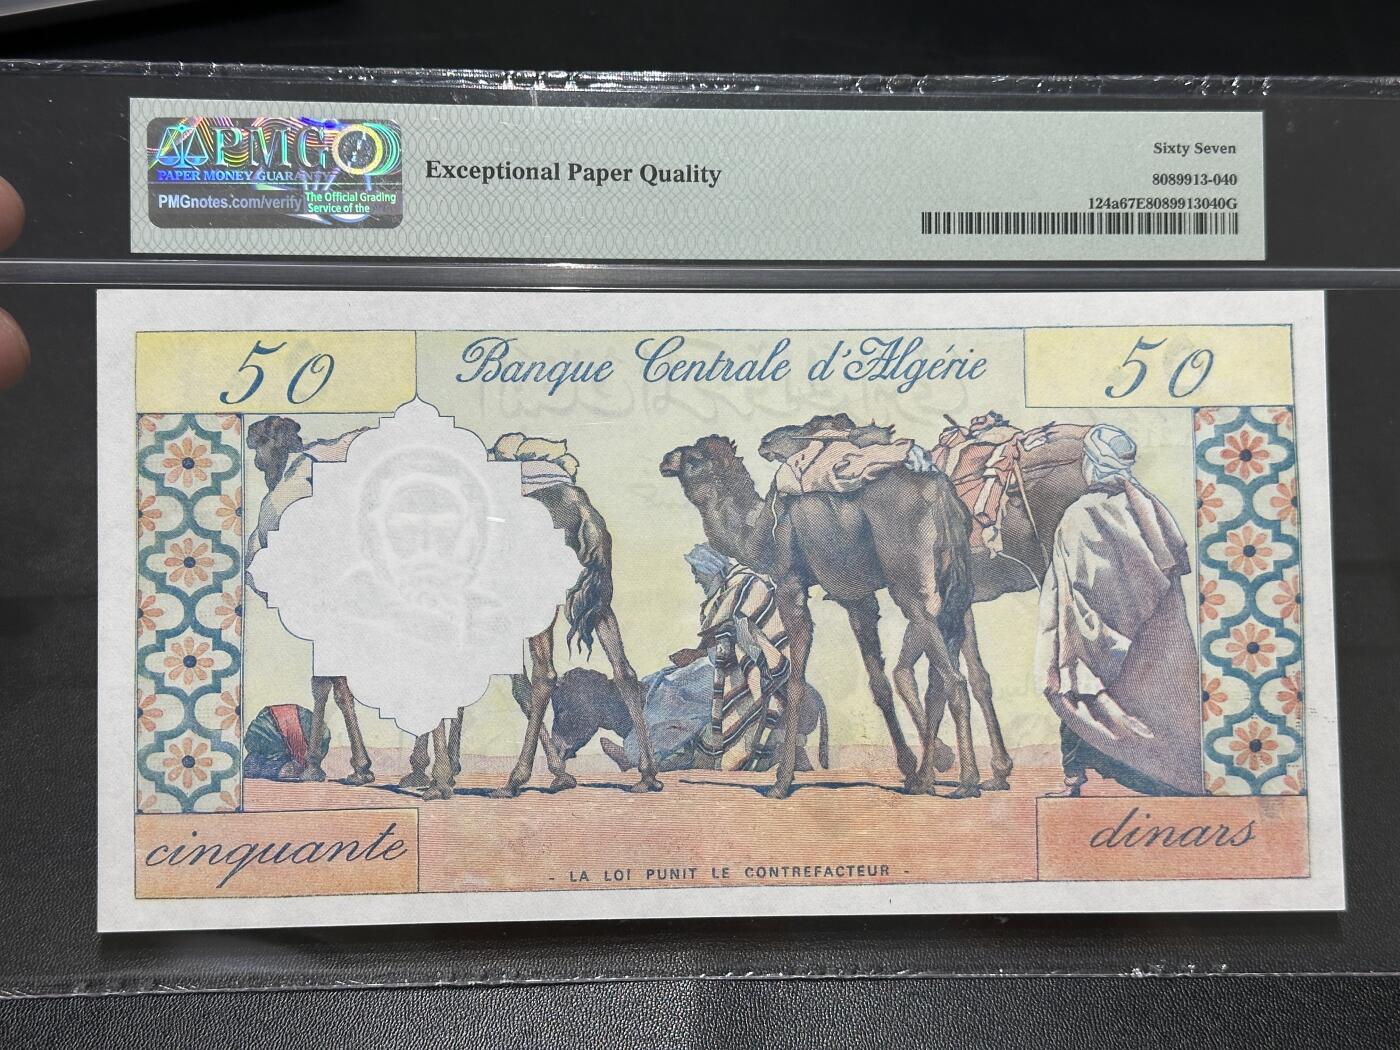 PMG
PAPER MONEY GUARANTY
PMGnotes.com/verify
The Official Grading
Service of the
Exceptional Paper Quality
Sixty Seven
8089913-040
124a67E8089913040G
50
Banque Centrale d'Algérie
50
cinquante
- LA LOI PUNIT LE CONTREFACTEUR -
dinars